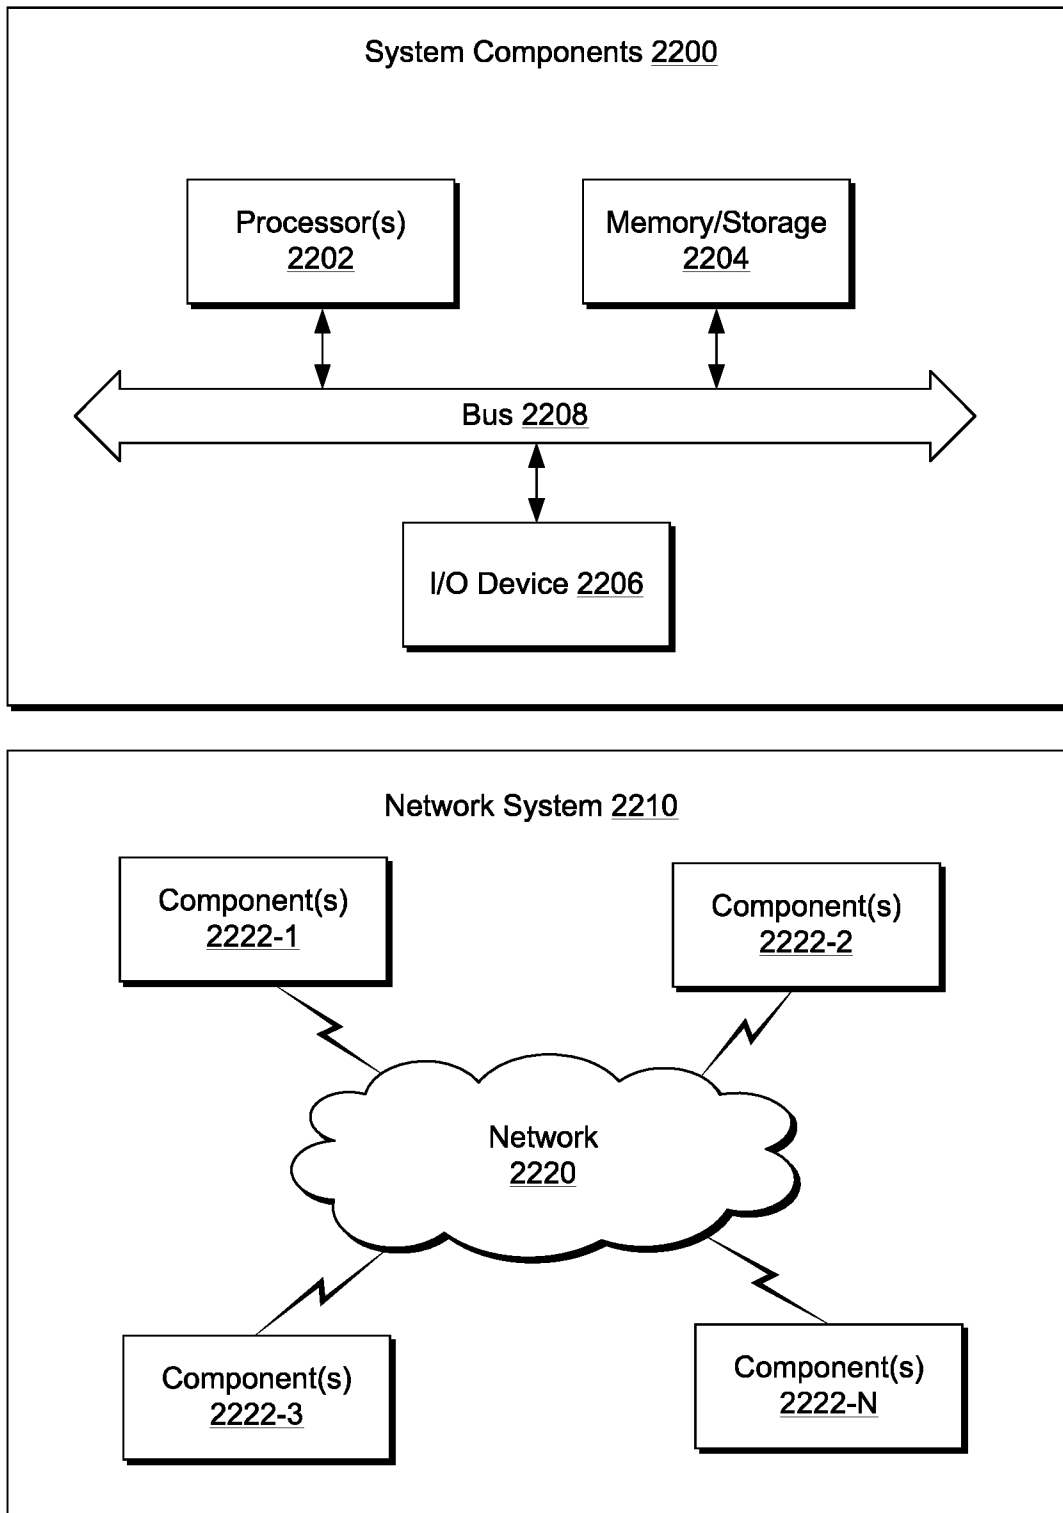 System Components 2200
Processor(s)
2202
Memory/Storage
2204
Bus 2208
I/O Device 2206
Network System 2210
Component(s)
2222-1
Component(s)
2222-2
Network
2220
Component(s)
2222-3
Component(s)
2222-N